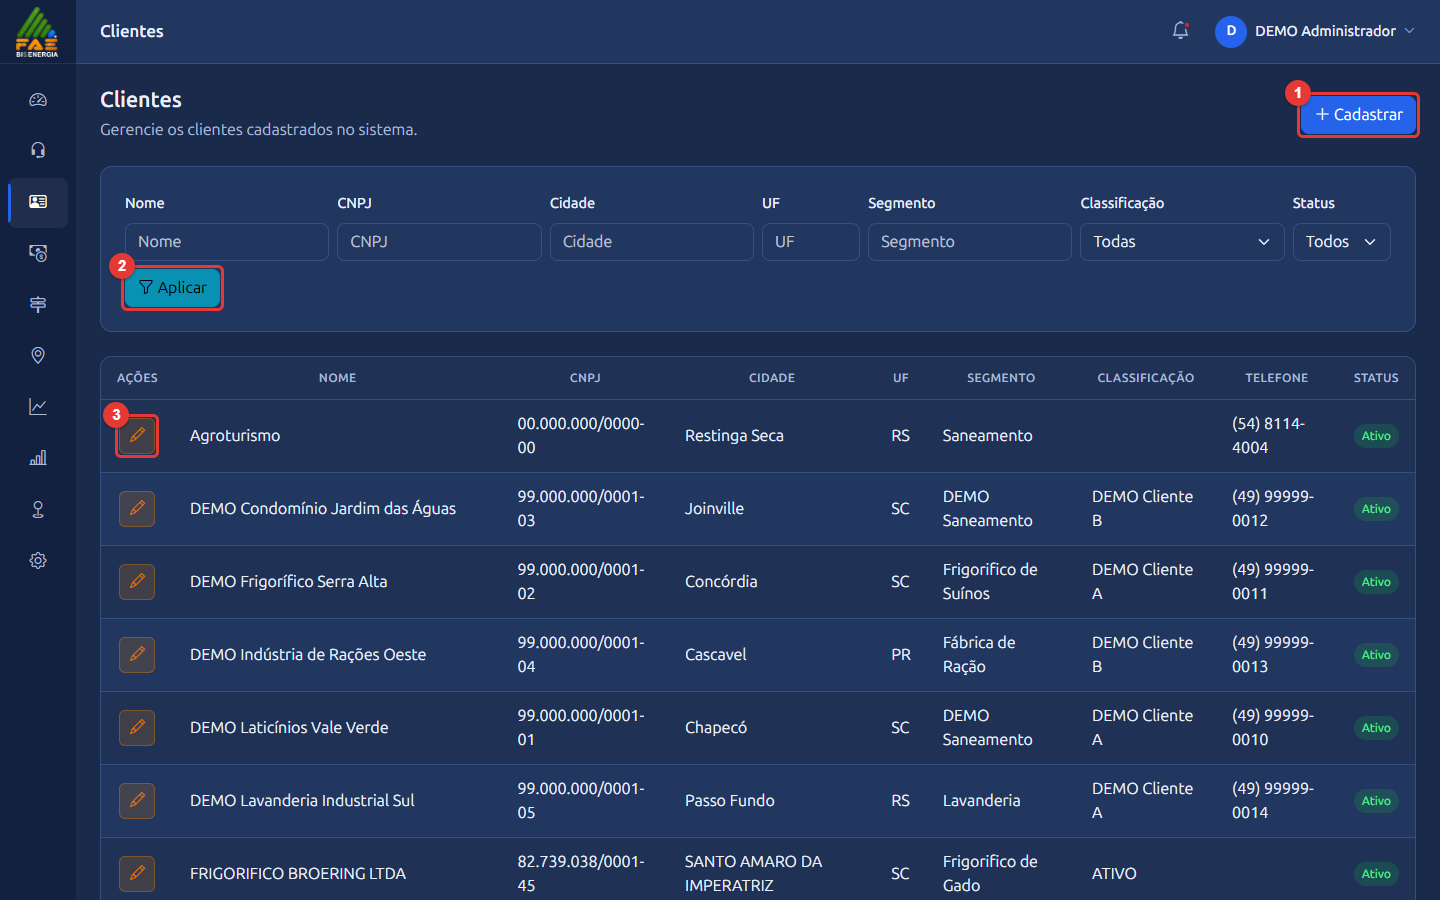 FAE
BIOENERGIA
Clientes
D
DEMO Administrador
Clientes
Gerencie os clientes cadastrados no sistema.
1
+ Cadastrar
Nome
CNPJ
Cidade
UF
Segmento
Classificação
Status
Nome
CNPJ
Cidade
UF
Segmento
Todas
Todos
2
Aplicar
AÇÕES
NOME
CNPJ
CIDADE
UF
SEGMENTO
CLASSIFICAÇÃO
TELEFONE
STATUS
3
Agroturismo
00.000.000/0000-
00
Restinga Seca
RS
Saneamento
(54) 8114-
4004
Ativo
DEMO Condomínio Jardim das Águas
99.000.000/0001-
03
Joinville
SC
DEMO
Saneamento
DEMO Cliente
B
(49) 99999-
0012
Ativo
DEMO Frigorífico Serra Alta
99.000.000/0001-
02
Concórdia
SC
Frigorifico de
Suínos
DEMO Cliente
A
(49) 99999-
0011
Ativo
DEMO Indústria de Rações Oeste
99.000.000/0001-
04
Cascavel
PR
Fábrica de
Ração
DEMO Cliente
B
(49) 99999-
0013
Ativo
DEMO Laticínios Vale Verde
99.000.000/0001-
01
Chapecó
SC
DEMO
Saneamento
DEMO Cliente
A
(49) 99999-
0010
Ativo
DEMO Lavanderia Industrial Sul
99.000.000/0001-
05
Passo Fundo
RS
Lavanderia
DEMO Cliente
A
(49) 99999-
0014
Ativo
FRIGORIFICO BROERING LTDA
82.739.038/0001-
45
SANTO AMARO DA
IMPERATRIZ
SC
Frigorifico de
Gado
ATIVO
Ativo